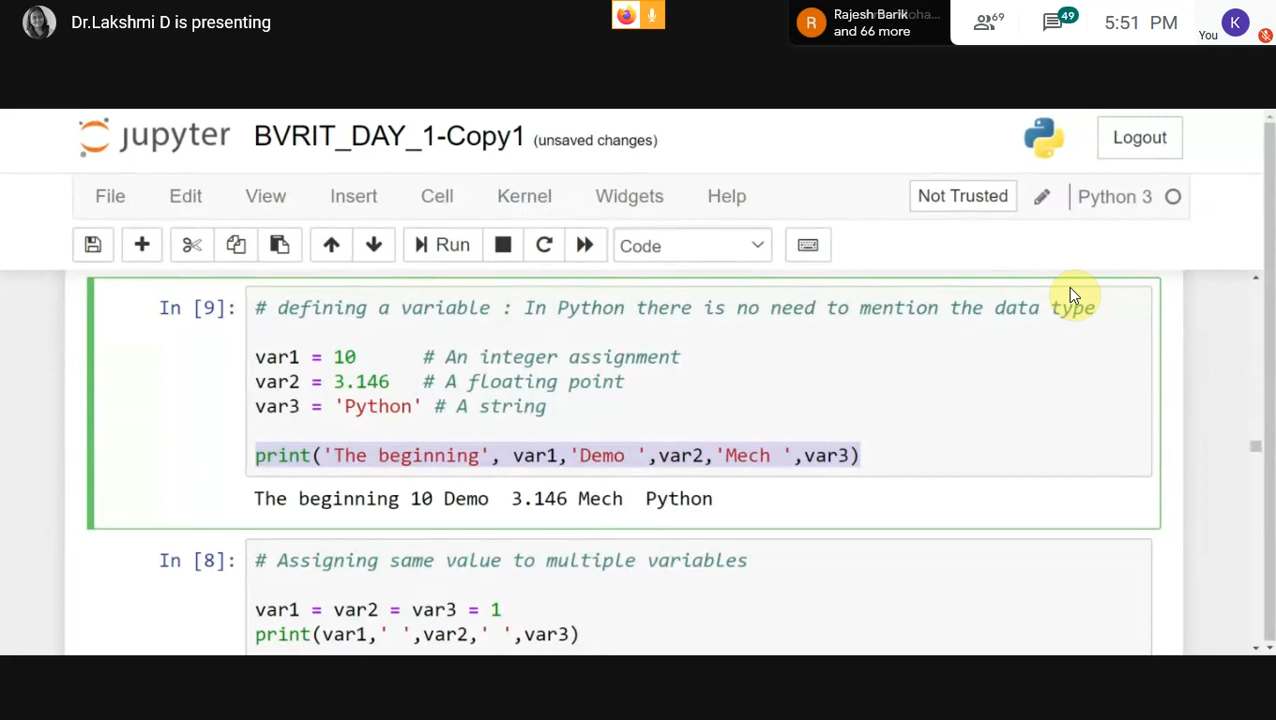 Dr.Lakshmi D is presenting
R
Rajesh Barik
and 66 more
69
49
5:51 PM
You
K
jupyter BVRIT_DAY_1-Copy1 (unsaved changes)
Logout
File Edit View Insert Cell Kernel Widgets Help
Not Trusted
Python 3
Run
Code
In [9]: # defining a variable : In Python there is no need to mention the data type
var1 = 10 # An integer assignment
var2 = 3.146 # A floating point
var3 = 'Python' # A string
print('The beginning', var1,'Demo ',var2,'Mech ',var3)
The beginning 10 Demo  3.146 Mech  Python
In [8]: # Assigning same value to multiple variables
var1 = var2 = var3 = 1
print(var1,' ',var2,' ',var3)